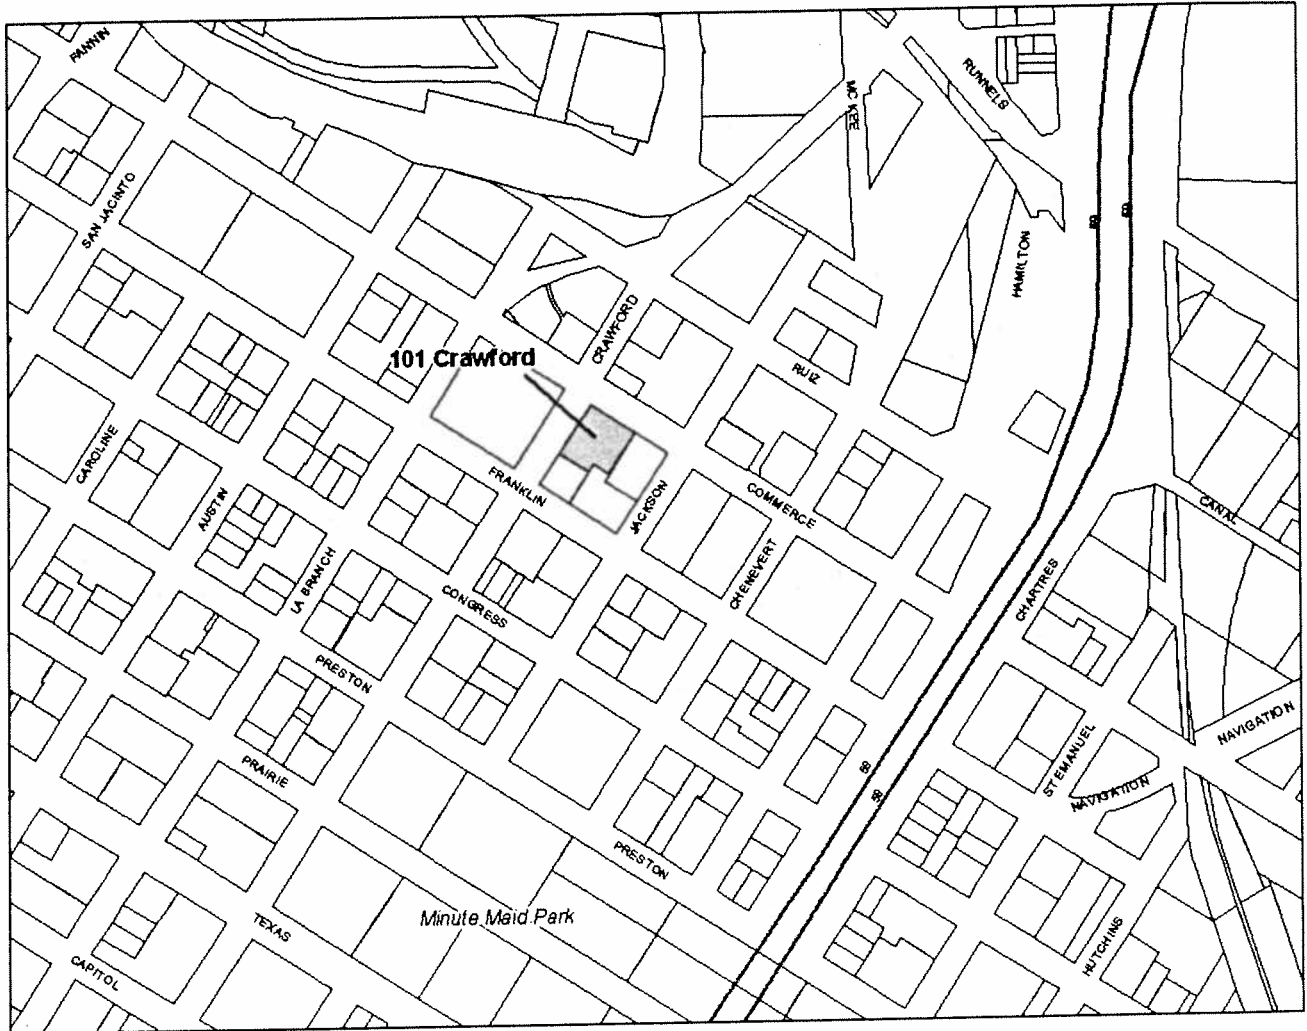 FANNIN
RUNNELS
MC KEE
SAN JACINTO
59
59
HAMILTON
CRAWFORD
101 Crawford
RUIZ
CAROLINE
FRANKLIN
JACKSON
COMMERCE
AUSTIN
CANAL
LA BRANCH
CHENEVERT
CHARTRES
CONGRESS
PRESTON
NAVIGATION
ST EMANUEL
PRAIRIE
59
59
NAVIGATION
PRESTON
Minute Maid Park
TEXAS
HUTCHINS
CAPITOL